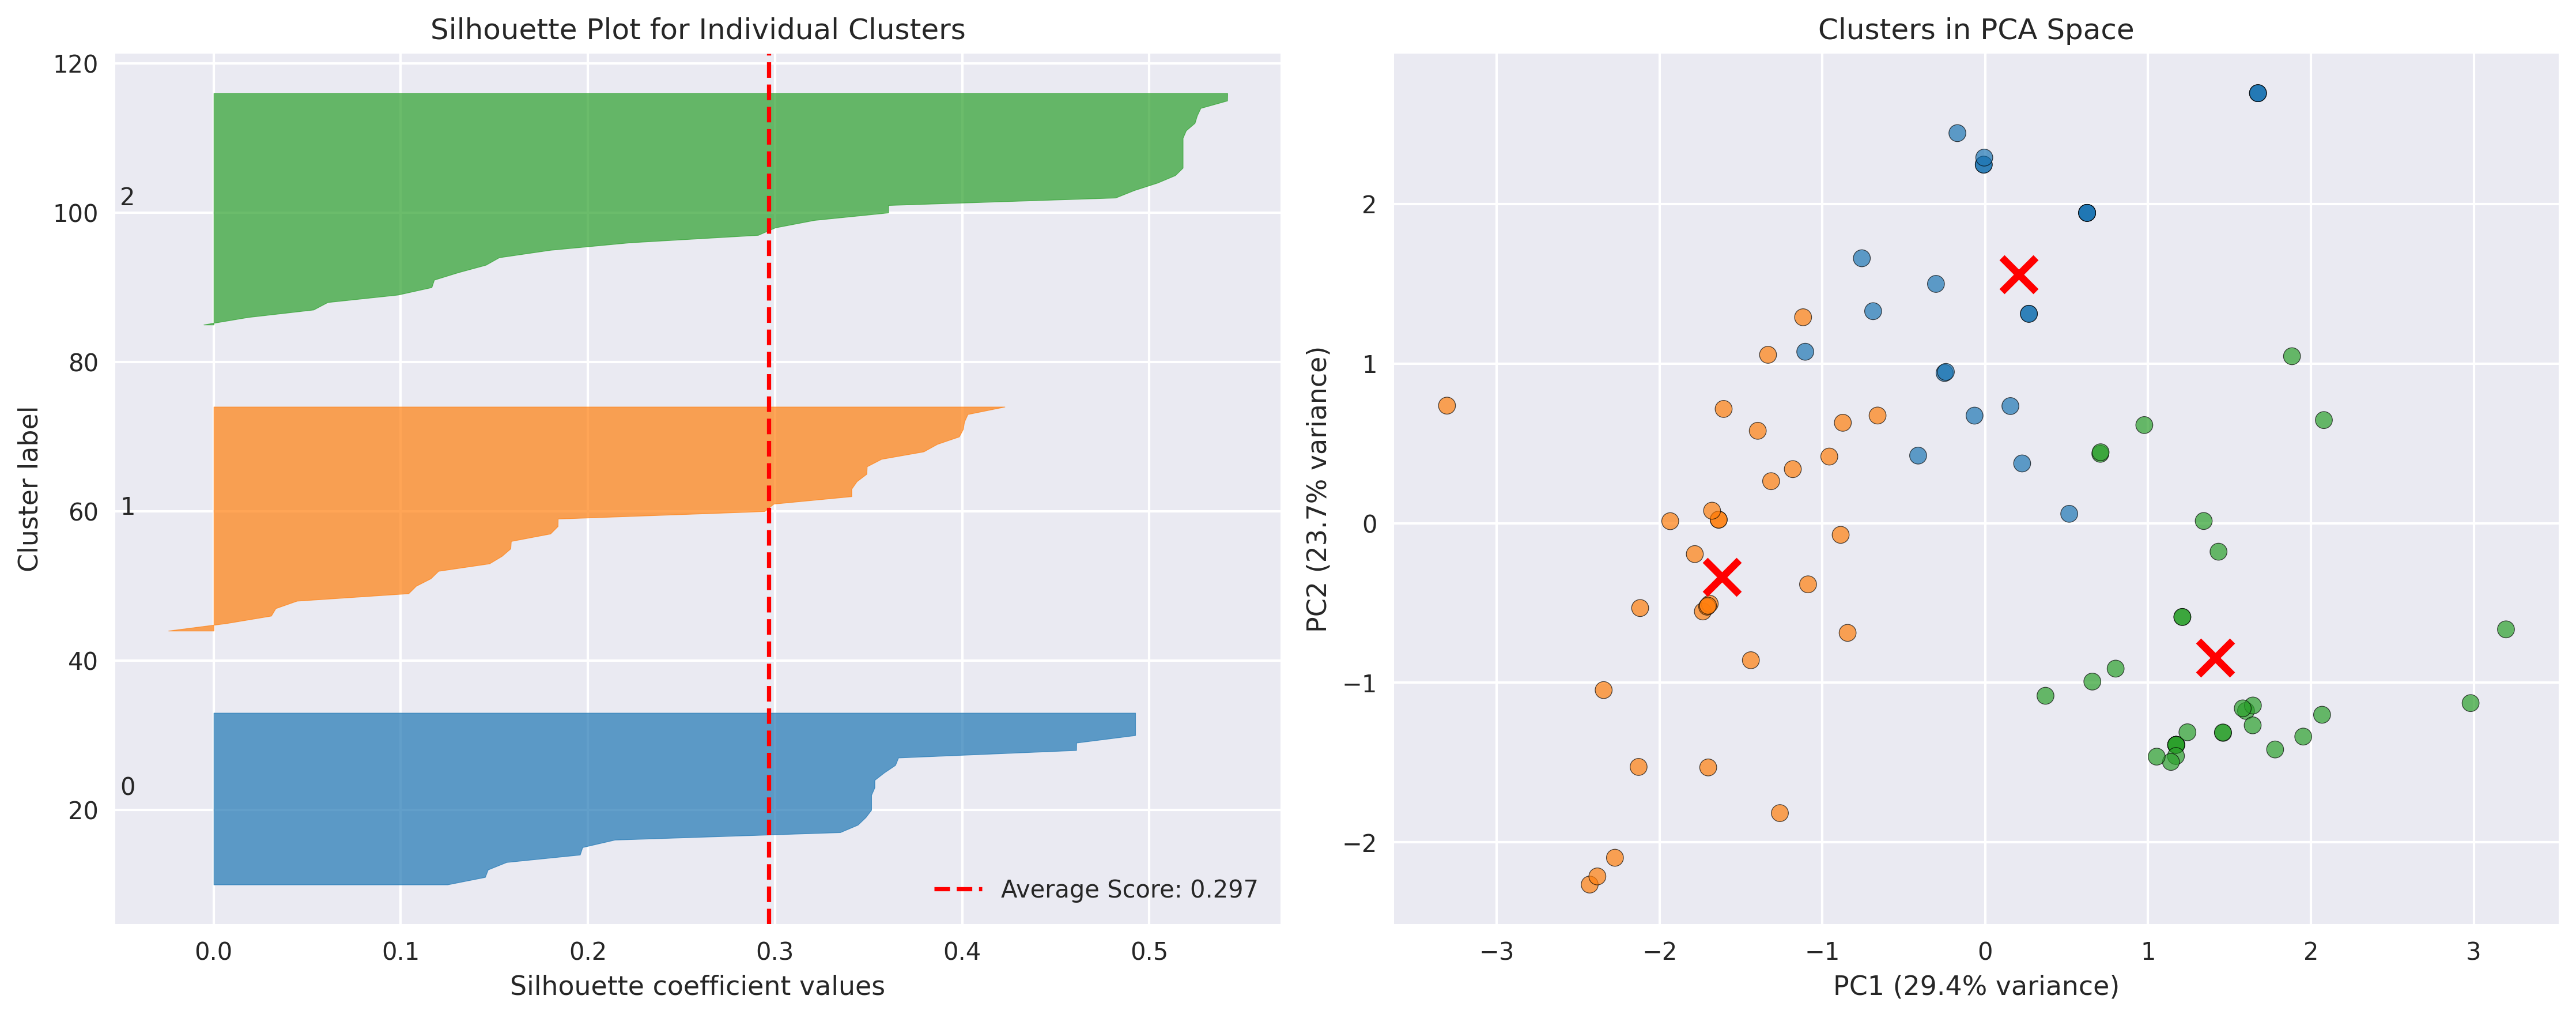 Silhouette Plot for Individual Clusters
120
100
80
60
40
20
2
1
0
Cluster label
Average Score: 0.297
0.0 0.1 0.2 0.3 0.4 0.5
Silhouette coefficient values
Clusters in PCA Space
2
1
0
−1
−2
PC2 (23.7% variance)
−3 −2 −1 0 1 2 3
PC1 (29.4% variance)